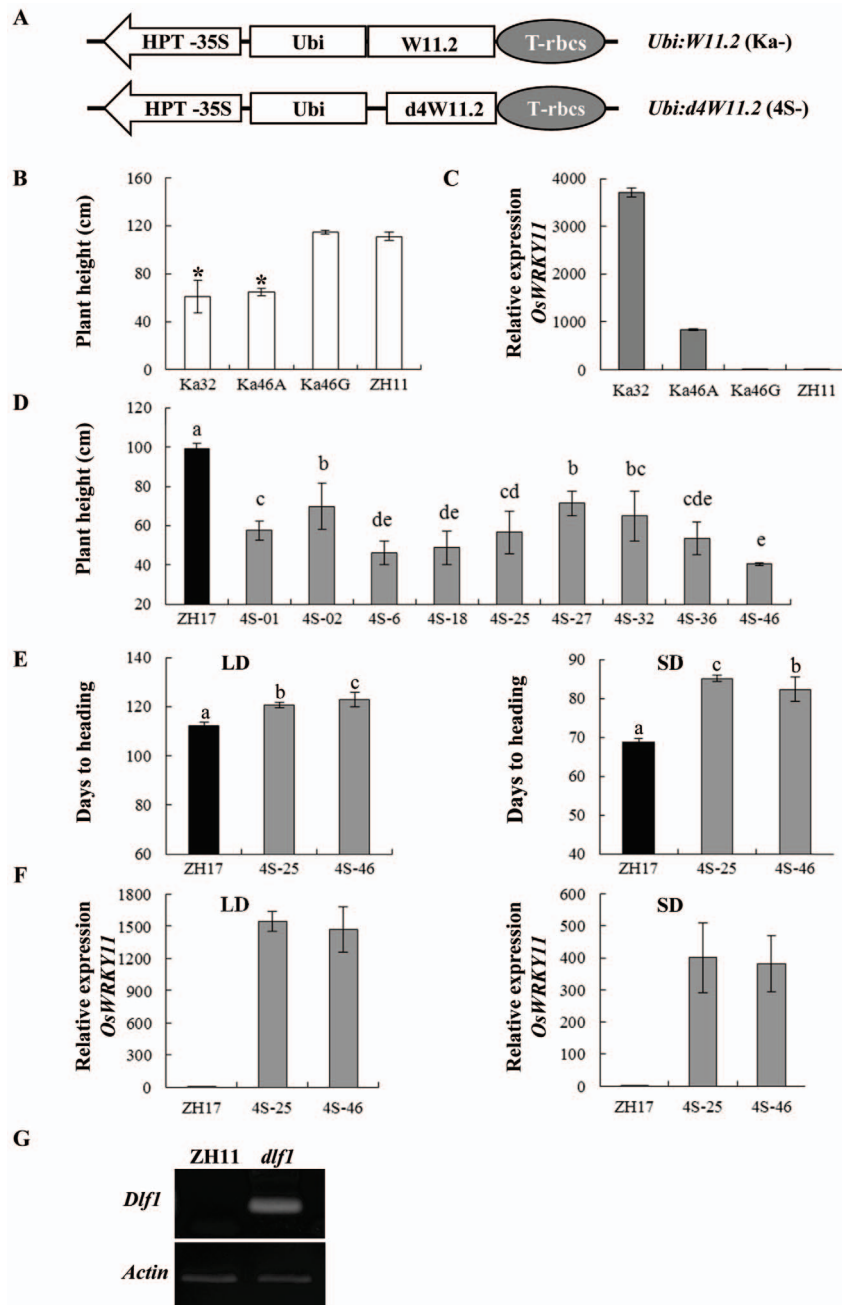 A
HPT -35S Ubi W11.2 T-rbcs Ubi:W11.2 (Ka-)
HPT -35S Ubi d4W11.2 T-rbcs Ubi:d4W11.2 (4S-)
B
Plant height (cm)
160
120
80
40
0
* *
Ka32 Ka46A Ka46G ZH11
C
Relative expression
OsWRKY11
4000
3000
2000
1000
0
Ka32 Ka46A Ka46G ZH11
D
Plant height (cm)
120
100
80
60
40
20
a c b de de cd b bc cde e
ZH17 4S-01 4S-02 4S-6 4S-18 4S-25 4S-27 4S-32 4S-36 4S-46
E
LD
Days to heading
140
120
100
80
60
a b c
ZH17 4S-25 4S-46
SD
Days to heading
90
80
70
60
50
40
a c b
ZH17 4S-25 4S-46
F
LD
Relative expression
OsWRKY11
1800
1500
1200
900
600
300
0
ZH17 4S-25 4S-46
SD
Relative expression
OsWRKY11
600
500
400
300
200
100
0
ZH17 4S-25 4S-46
G
ZH11 dlf1
Dlf1
Actin